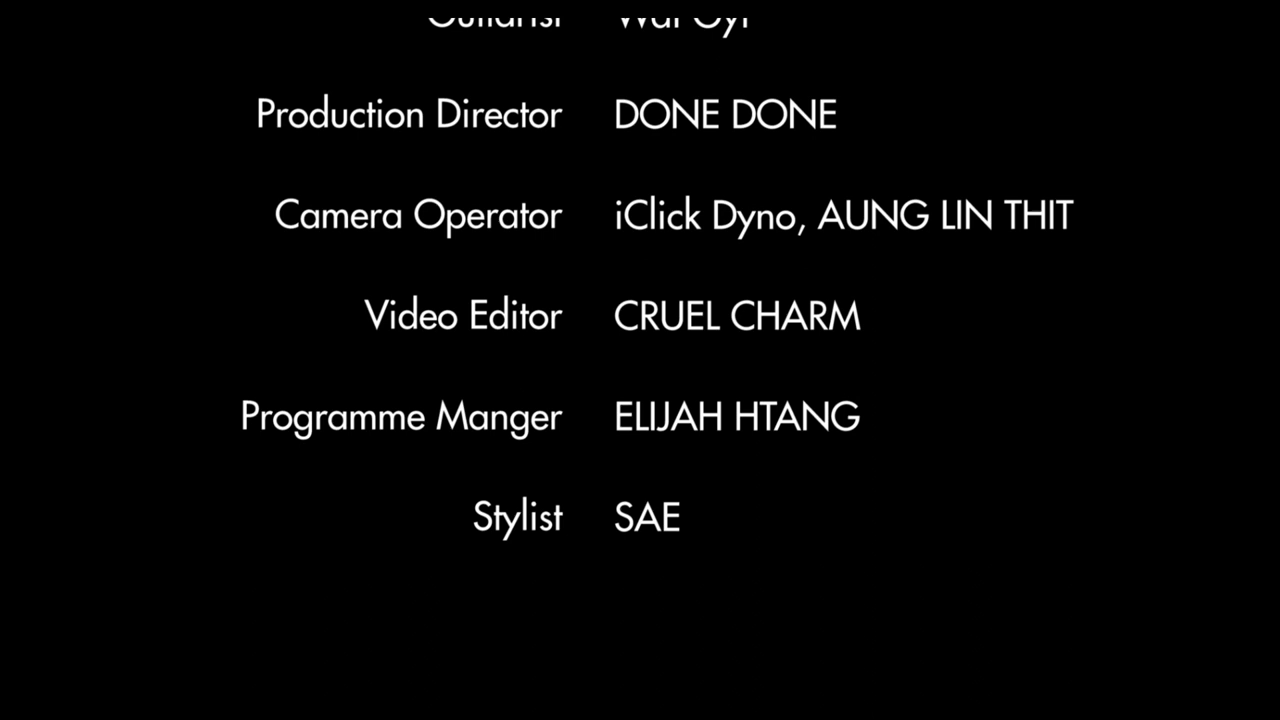 Production Director DONE DONE
Camera Operator iClick Dyno, AUNG LIN THIT
Video Editor CRUEL CHARM
Programme Manger ELIJAH HTANG
Stylist SAE